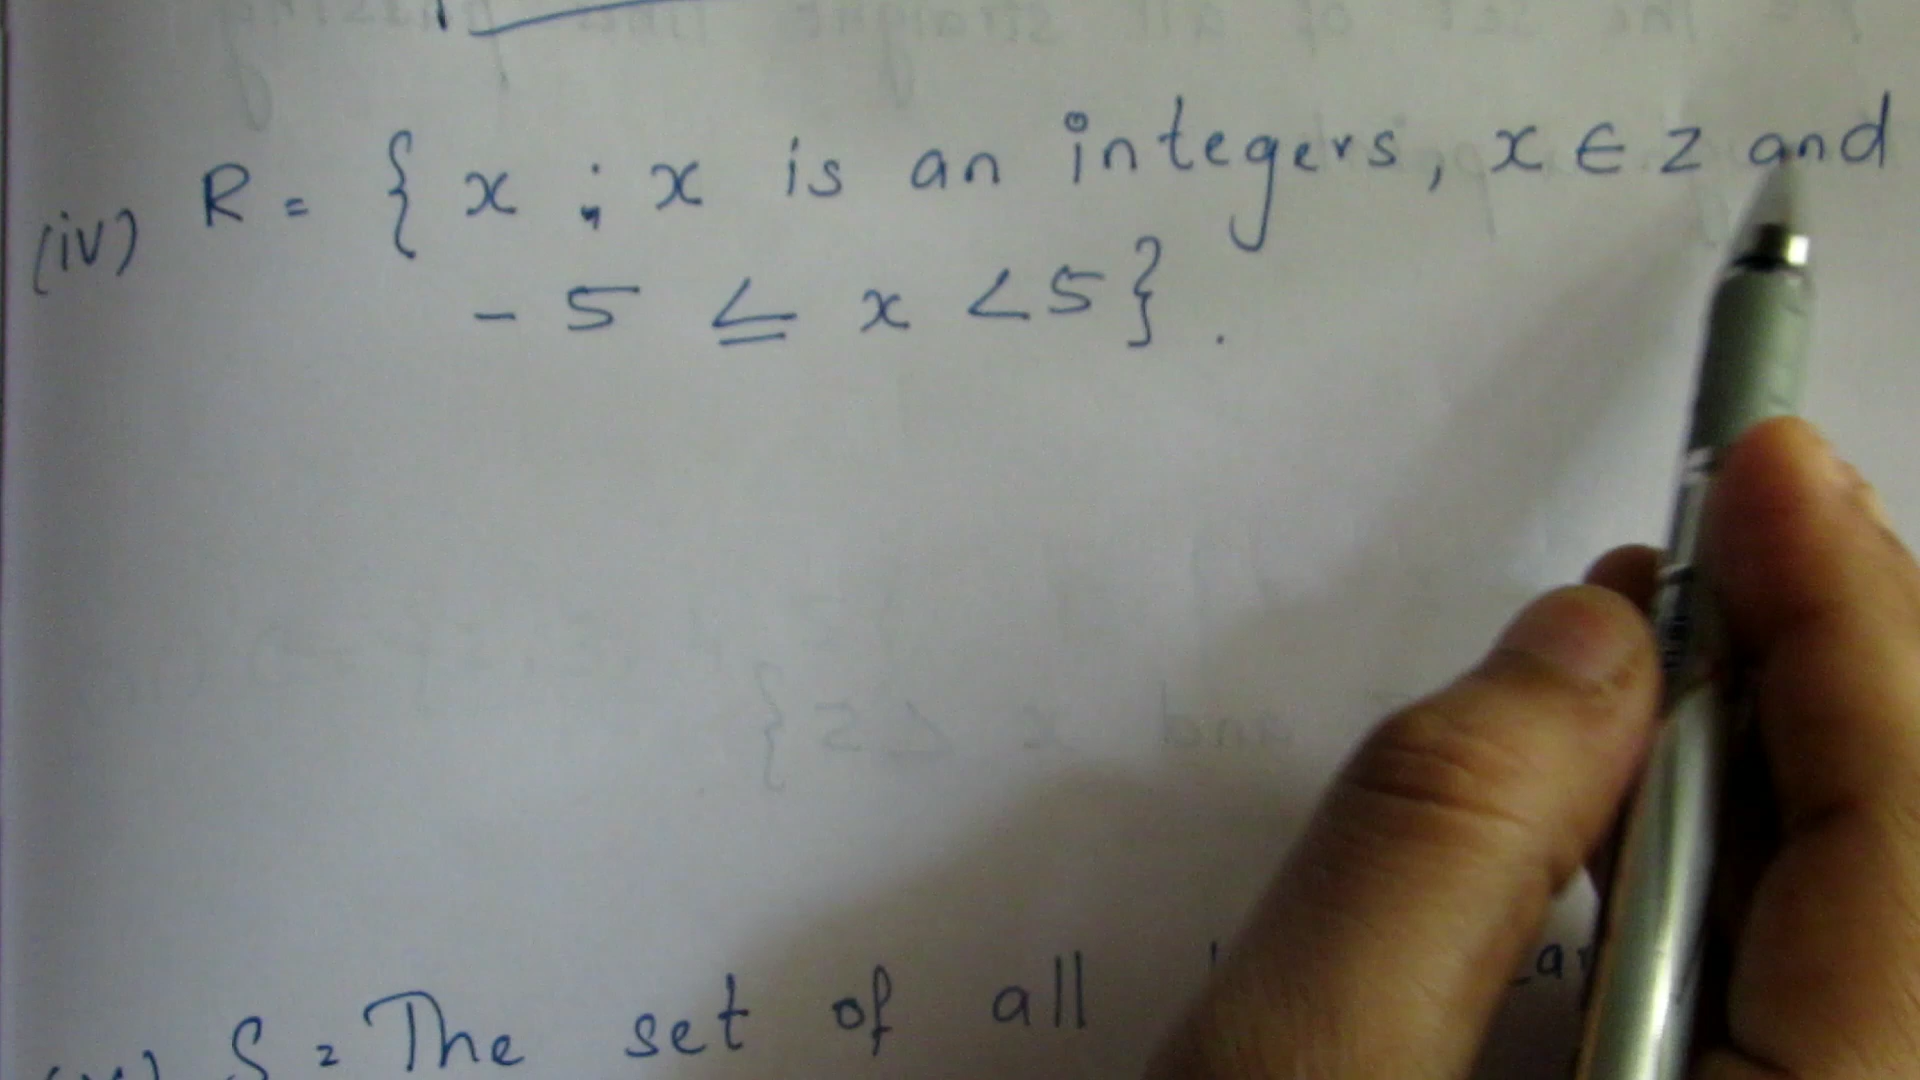 (iv) R = { x ; x is an integers, x ∈ Z and
- 5 ≤ x < 5 } .
S = The set of all